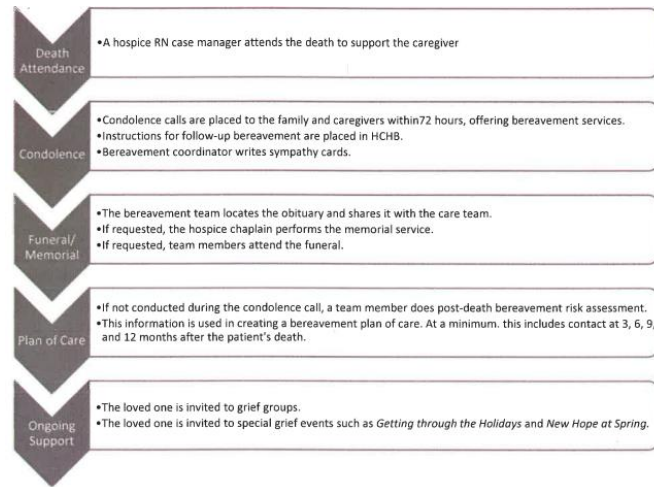 Death
Attendance
•A hospice RN case manager attends the death to support the caregiver
Condolence
•Condolence calls are placed to the family and caregivers within72 hours, offering bereavement services.
•Instructions for follow-up bereavement are placed in HCHB.
•Bereavement coordinator writes sympathy cards.
Funeral/
Memorial
•The bereavement team locates the obituary and shares it with the care team.
•If requested, the hospice chaplain performs the memorial service.
•If requested, team members attend the funeral.
Plan of Care
•If not conducted during the condolence call, a team member does post-death bereavement risk assessment.
•This information is used in creating a bereavement plan of care. At a minimum. this includes contact at 3, 6, 9,
and 12 months after the patient's death.
Ongoing
Support
•The loved one is invited to grief groups.
•The loved one is invited to special grief events such as Getting through the Holidays and New Hope at Spring.